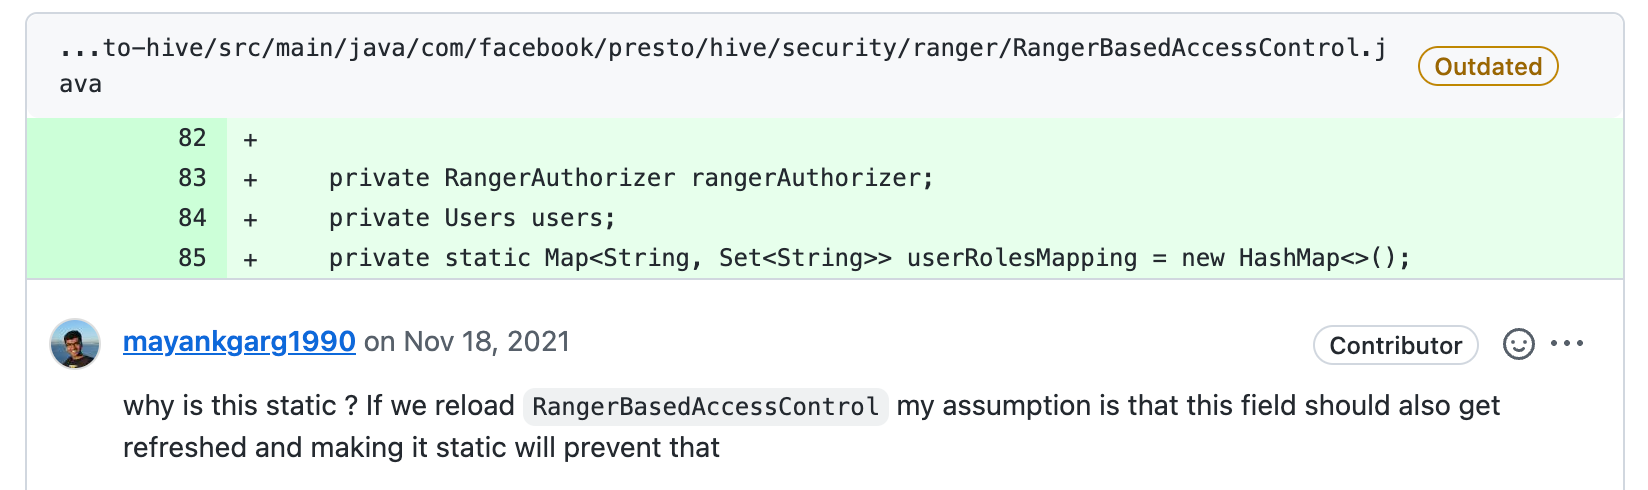 ...to-hive/src/main/java/com/facebook/presto/hive/security/ranger/RangerBasedAccessControl.j
ava
Outdated
82 +
83 + private RangerAuthorizer rangerAuthorizer;
84 + private Users users;
85 + private static Map<String, Set<String>> userRolesMapping = new HashMap<>();
mayankgarg1990 on Nov 18, 2021
Contributor
why is this static ? If we reload RangerBasedAccessControl my assumption is that this field should also get
refreshed and making it static will prevent that